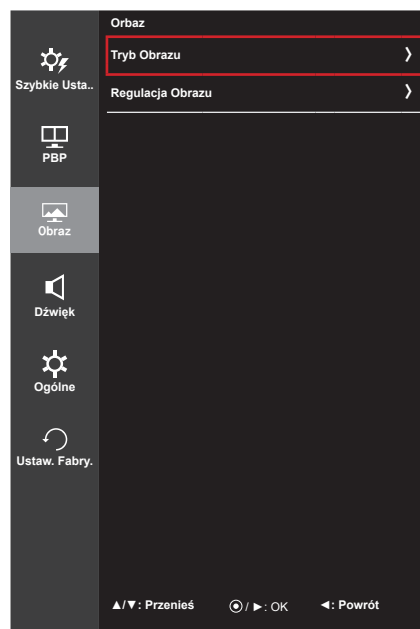 Orbaz
Tryb Obrazu
Regulacja Obrazu
Szybkie Usta..
PBP
Obraz
Dźwięk
Ogólne
Ustaw. Fabry.
▲/▼: Przenieś ⦿/ ►: OK ◄: Powrót